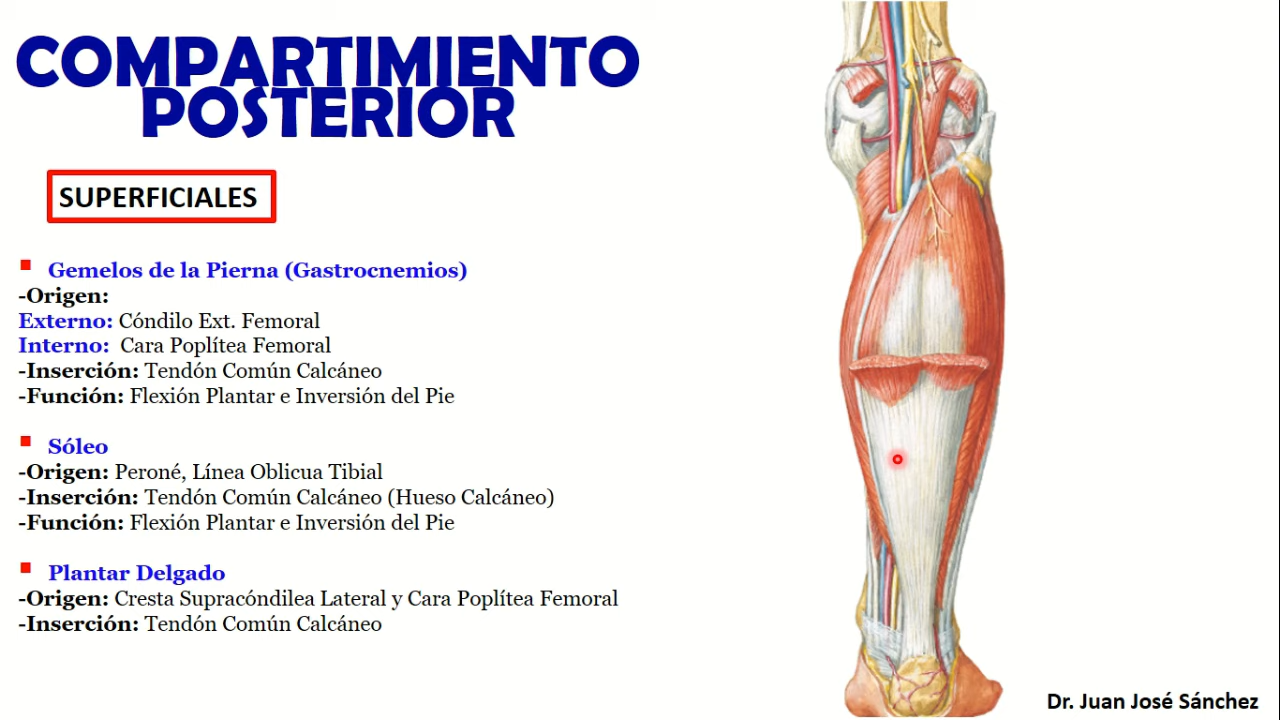 COMPARTIMIENTO
POSTERIOR
SUPERFICIALES
Gemelos de la Pierna (Gastrocnemios)
-Origen:
Externo: Cóndilo Ext. Femoral
Interno: Cara Poplítea Femoral
-Inserción: Tendón Común Calcáneo
-Función: Flexión Plantar e Inversión del Pie
Sóleo
-Origen: Peroné, Línea Oblicua Tibial
-Inserción: Tendón Común Calcáneo (Hueso Calcáneo)
-Función: Flexión Plantar e Inversión del Pie
Plantar Delgado
-Origen: Cresta Supracóndilea Lateral y Cara Poplítea Femoral
-Inserción: Tendón Común Calcáneo
Dr. Juan José Sánchez